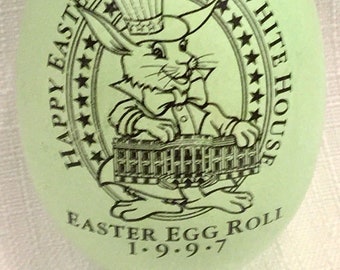 HAPPY EAST
HITE HOUSE
EASTER EGG ROLL
1·9·9·7